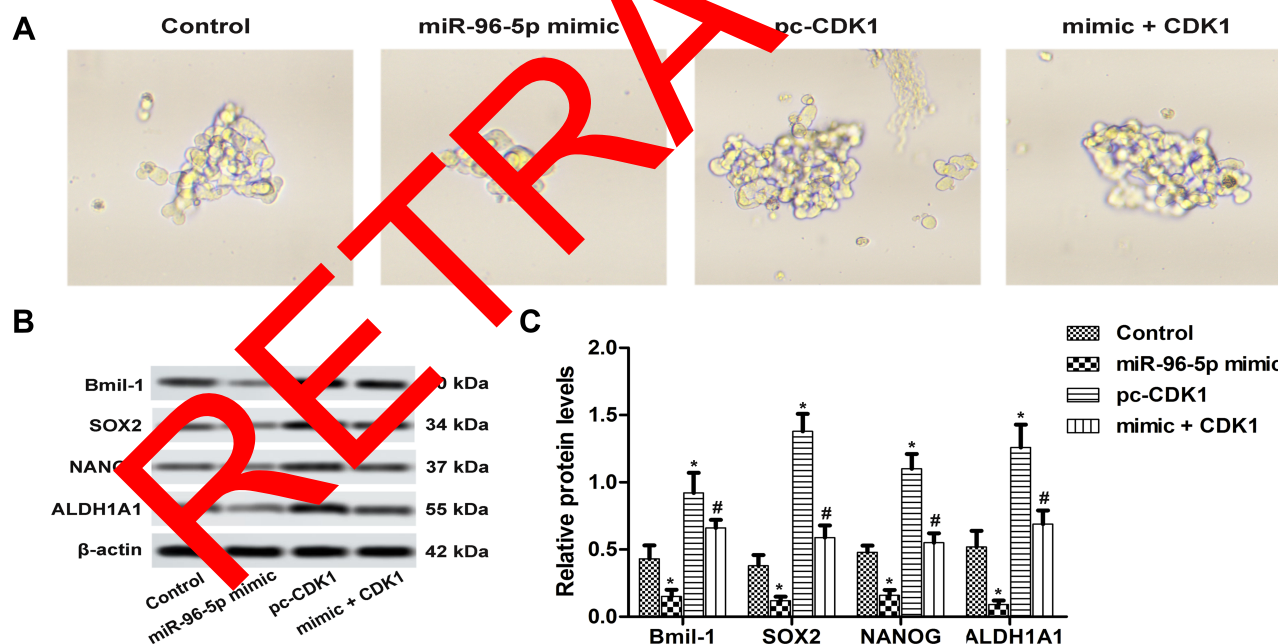 A
Control
miR-96-5p mimic
pc-CDK1
mimic + CDK1
RETRA
B
Bmil-1
kDa
SOX2
34 kDa
37 kDa
ALDH1A1
55 kDa
β-actin
42 kDa
Control
miR-96-5p mimic
pc-CDK1
mimic + CDK1
C
Relative protein levels
2.0
1.5
1.0
0.5
0.0
* * #
* * #
* * #
* * #
Bmil-1
SOX2
NANOG
ALDH1A1
Control
miR-96-5p mimic
pc-CDK1
mimic + CDK1